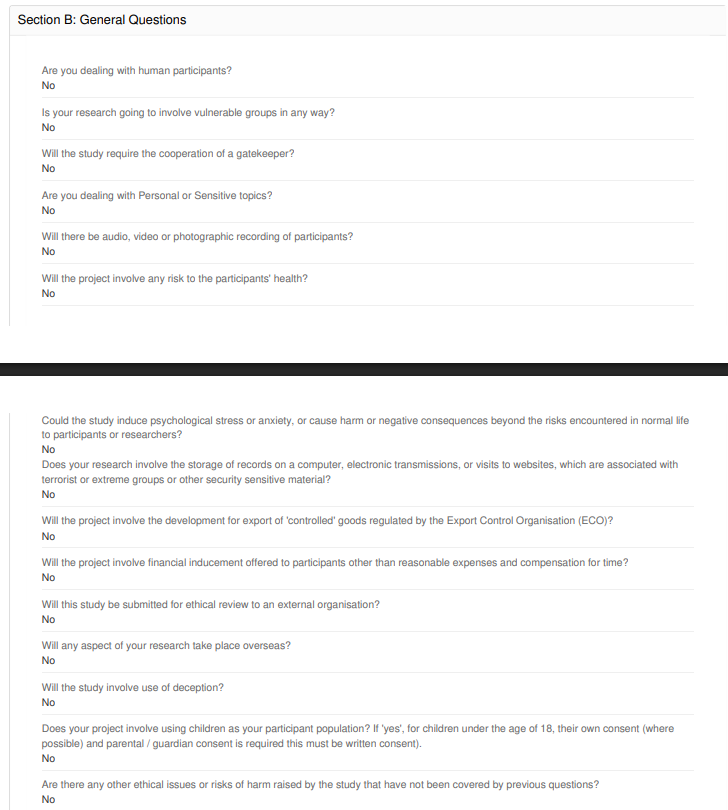 Section B: General Questions
Are you dealing with human participants?
No
Is your research going to involve vulnerable groups in any way?
No
Will the study require the cooperation of a gatekeeper?
No
Are you dealing with Personal or Sensitive topics?
No
Will there be audio, video or photographic recording of participants?
No
Will the project involve any risk to the participants' health?
No
Could the study induce psychological stress or anxiety, or cause harm or negative consequences beyond the risks encountered in normal life
to participants or researchers?
No
Does your research involve the storage of records on a computer, electronic transmissions, or visits to websites, which are associated with
terrorist or extreme groups or other security sensitive material?
No
Will the project involve the development for export of 'controlled' goods regulated by the Export Control Organisation (ECO)?
No
Will the project involve financial inducement offered to participants other than reasonable expenses and compensation for time?
No
Will this study be submitted for ethical review to an external organisation?
No
Will any aspect of your research take place overseas?
No
Will the study involve use of deception?
No
Does your project involve using children as your participant population? If 'yes', for children under the age of 18, their own consent (where
possible) and parental / guardian consent is required this must be written consent).
No
Are there any other ethical issues or risks of harm raised by the study that have not been covered by previous questions?
No